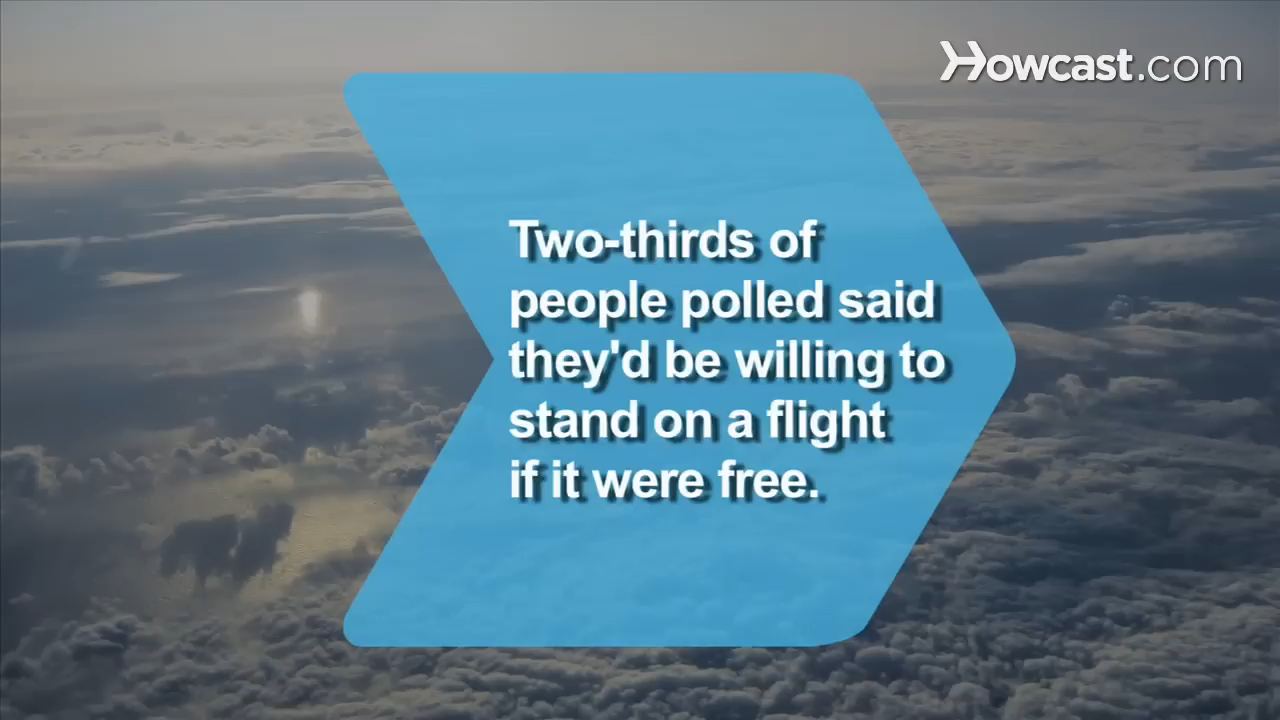 Howcast.com
Two-thirds of
people polled said
they'd be willing to
stand on a flight
if it were free.